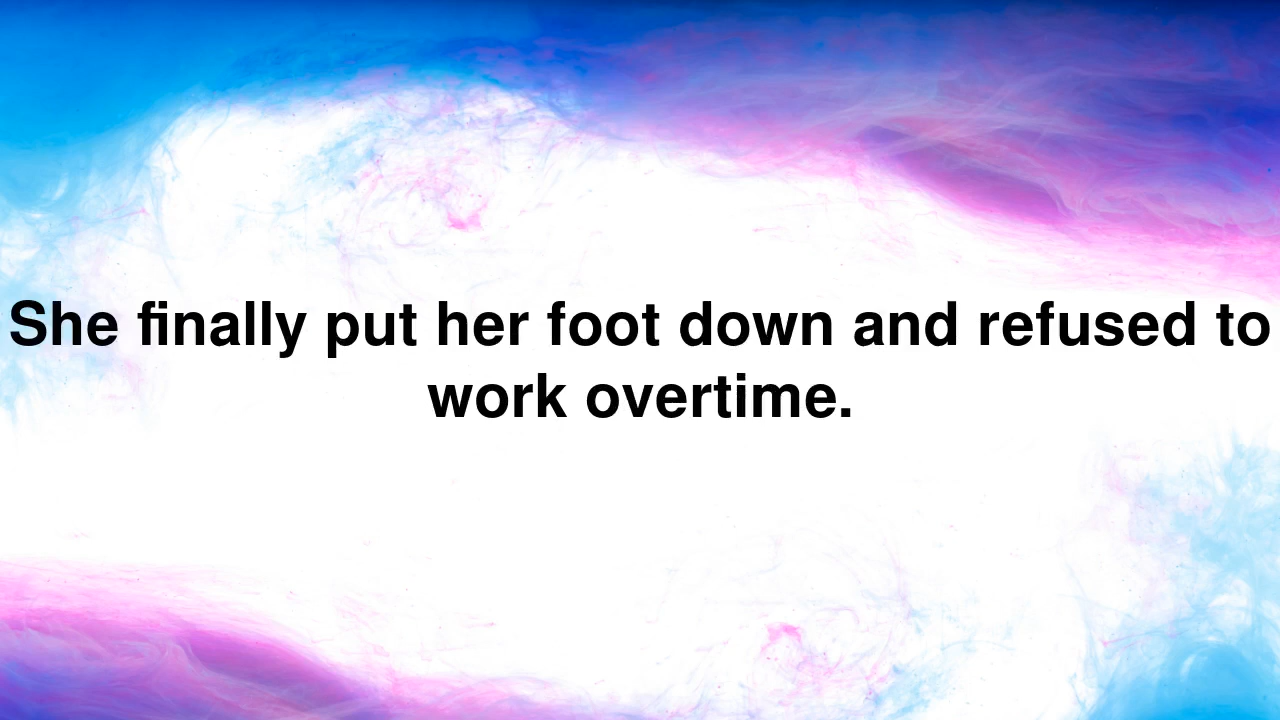 She finally put her foot down and refused to
work overtime.